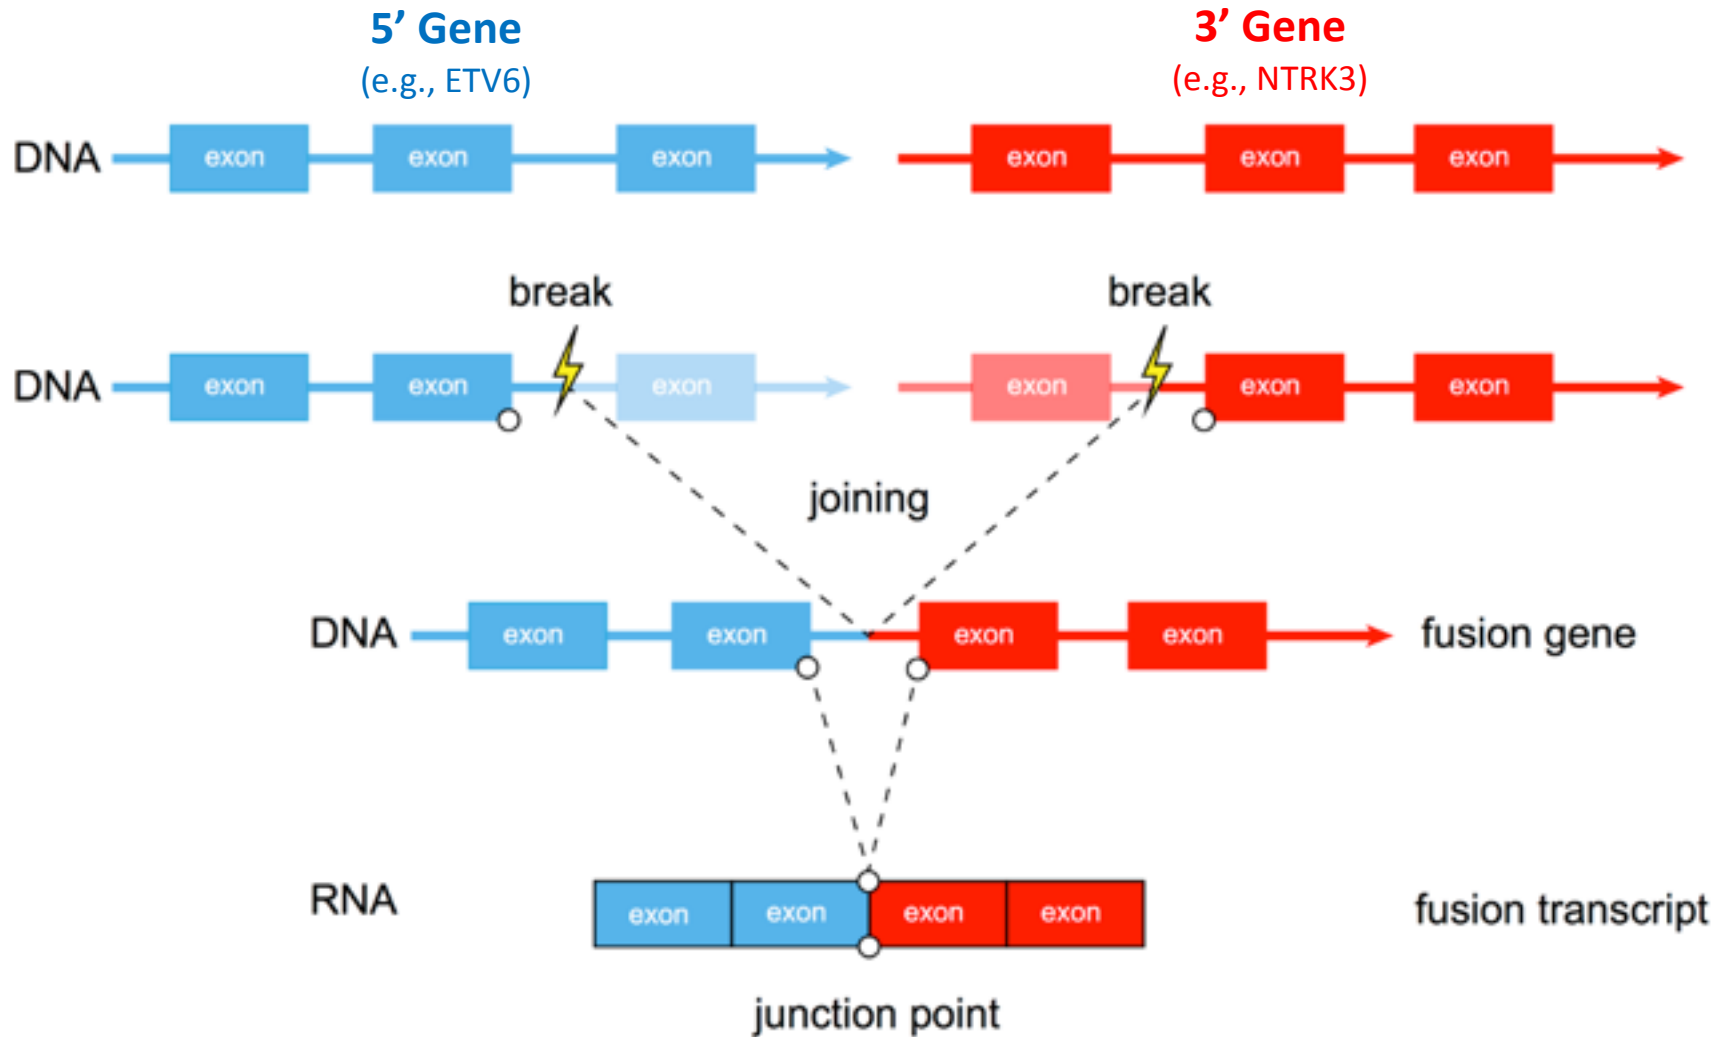 5’ Gene
(e.g., ETV6)
3’ Gene
(e.g., NTRK3)
DNA
exon
exon
exon
exon
exon
exon
break
break
DNA
exon
exon
exon
exon
exon
exon
joining
DNA
exon
exon
exon
exon
fusion gene
RNA
exon
exon
exon
exon
fusion transcript
junction point